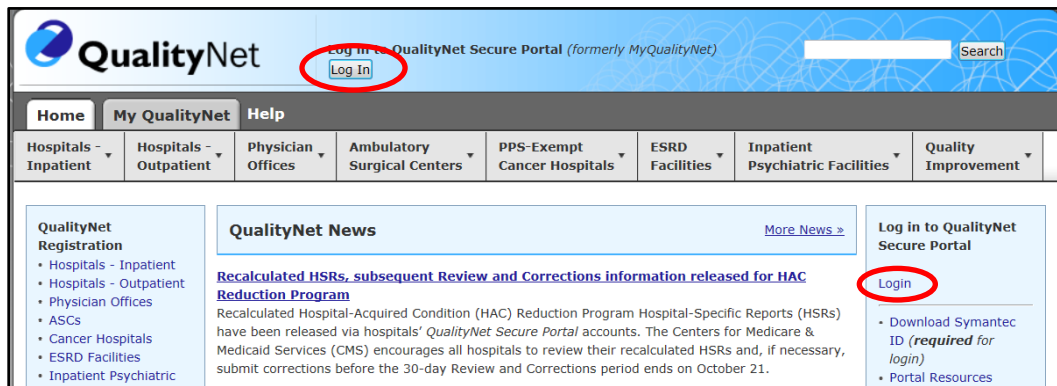 QualityNet
Log in to QualityNet Secure Portal (formerly MyQualityNet)
Log In
Search
Home
My QualityNet
Help
Hospitals -
Inpatient
Hospitals -
Outpatient
Physician
Offices
Ambulatory
Surgical Centers
PPS-Exempt
Cancer Hospitals
ESRD
Facilities
Inpatient
Psychiatric Facilities
Quality
Improvement
QualityNet
Registration
• Hospitals - Inpatient
• Hospitals - Outpatient
• Physician Offices
• ASCs
• Cancer Hospitals
• ESRD Facilities
• Inpatient Psychiatric
QualityNet News
More News »
Recalculated HSRs, subsequent Review and Corrections information released for HAC
Reduction Program
Recalculated Hospital-Acquired Condition (HAC) Reduction Program Hospital-Specific Reports (HSRs)
have been released via hospitals' QualityNet Secure Portal accounts. The Centers for Medicare &
Medicaid Services (CMS) encourages all hospitals to review their recalculated HSRs and, if necessary,
submit corrections before the 30-day Review and Corrections period ends on October 21.
Log in to QualityNet
Secure Portal
Login
• Download Symantec
ID (required for
login)
• Portal Resources